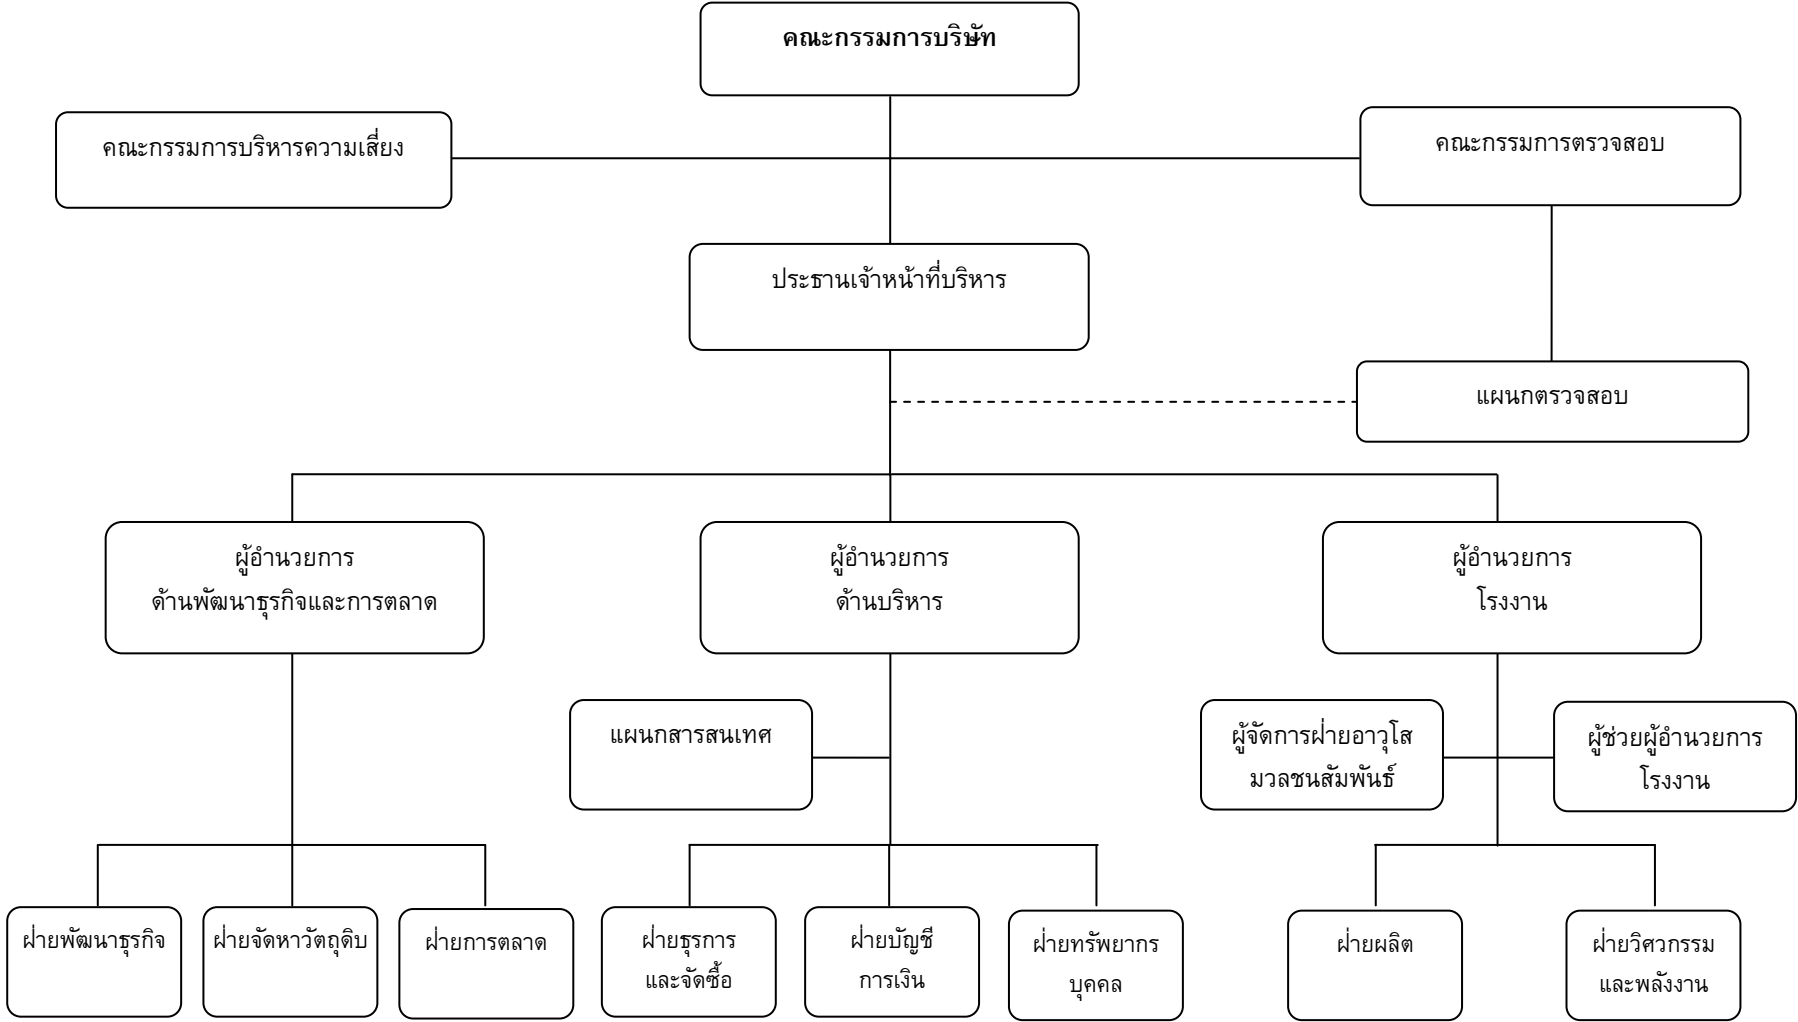 คณะกรรมการบริษัท
คณะกรรมการบริหารความเสี่ยง
คณะกรรมการตรวจสอบ
ประธานเจ้าหน้าที่บริหาร
แผนกตรวจสอบ
ผู้อำนวยการ
ด้านพัฒนาธุรกิจและการตลาด
ผู้อำนวยการ
ด้านบริหาร
ผู้อำนวยการ
โรงงาน
แผนกสารสนเทศ
ผู้จัดการฝ่ายอาวุโส
มวลชนสัมพันธ์
ผู้ช่วยผู้อำนวยการ
โรงงาน
ฝ่ายพัฒนาธุรกิจ
ฝ่ายจัดหาวัตถุดิบ
ฝ่ายการตลาด
ฝ่ายธุรการ
และจัดซื้อ
ฝ่ายบัญชี
การเงิน
ฝ่ายทรัพยากร
บุคคล
ฝ่ายผลิต
ฝ่ายวิศวกรรม
และพลังงาน